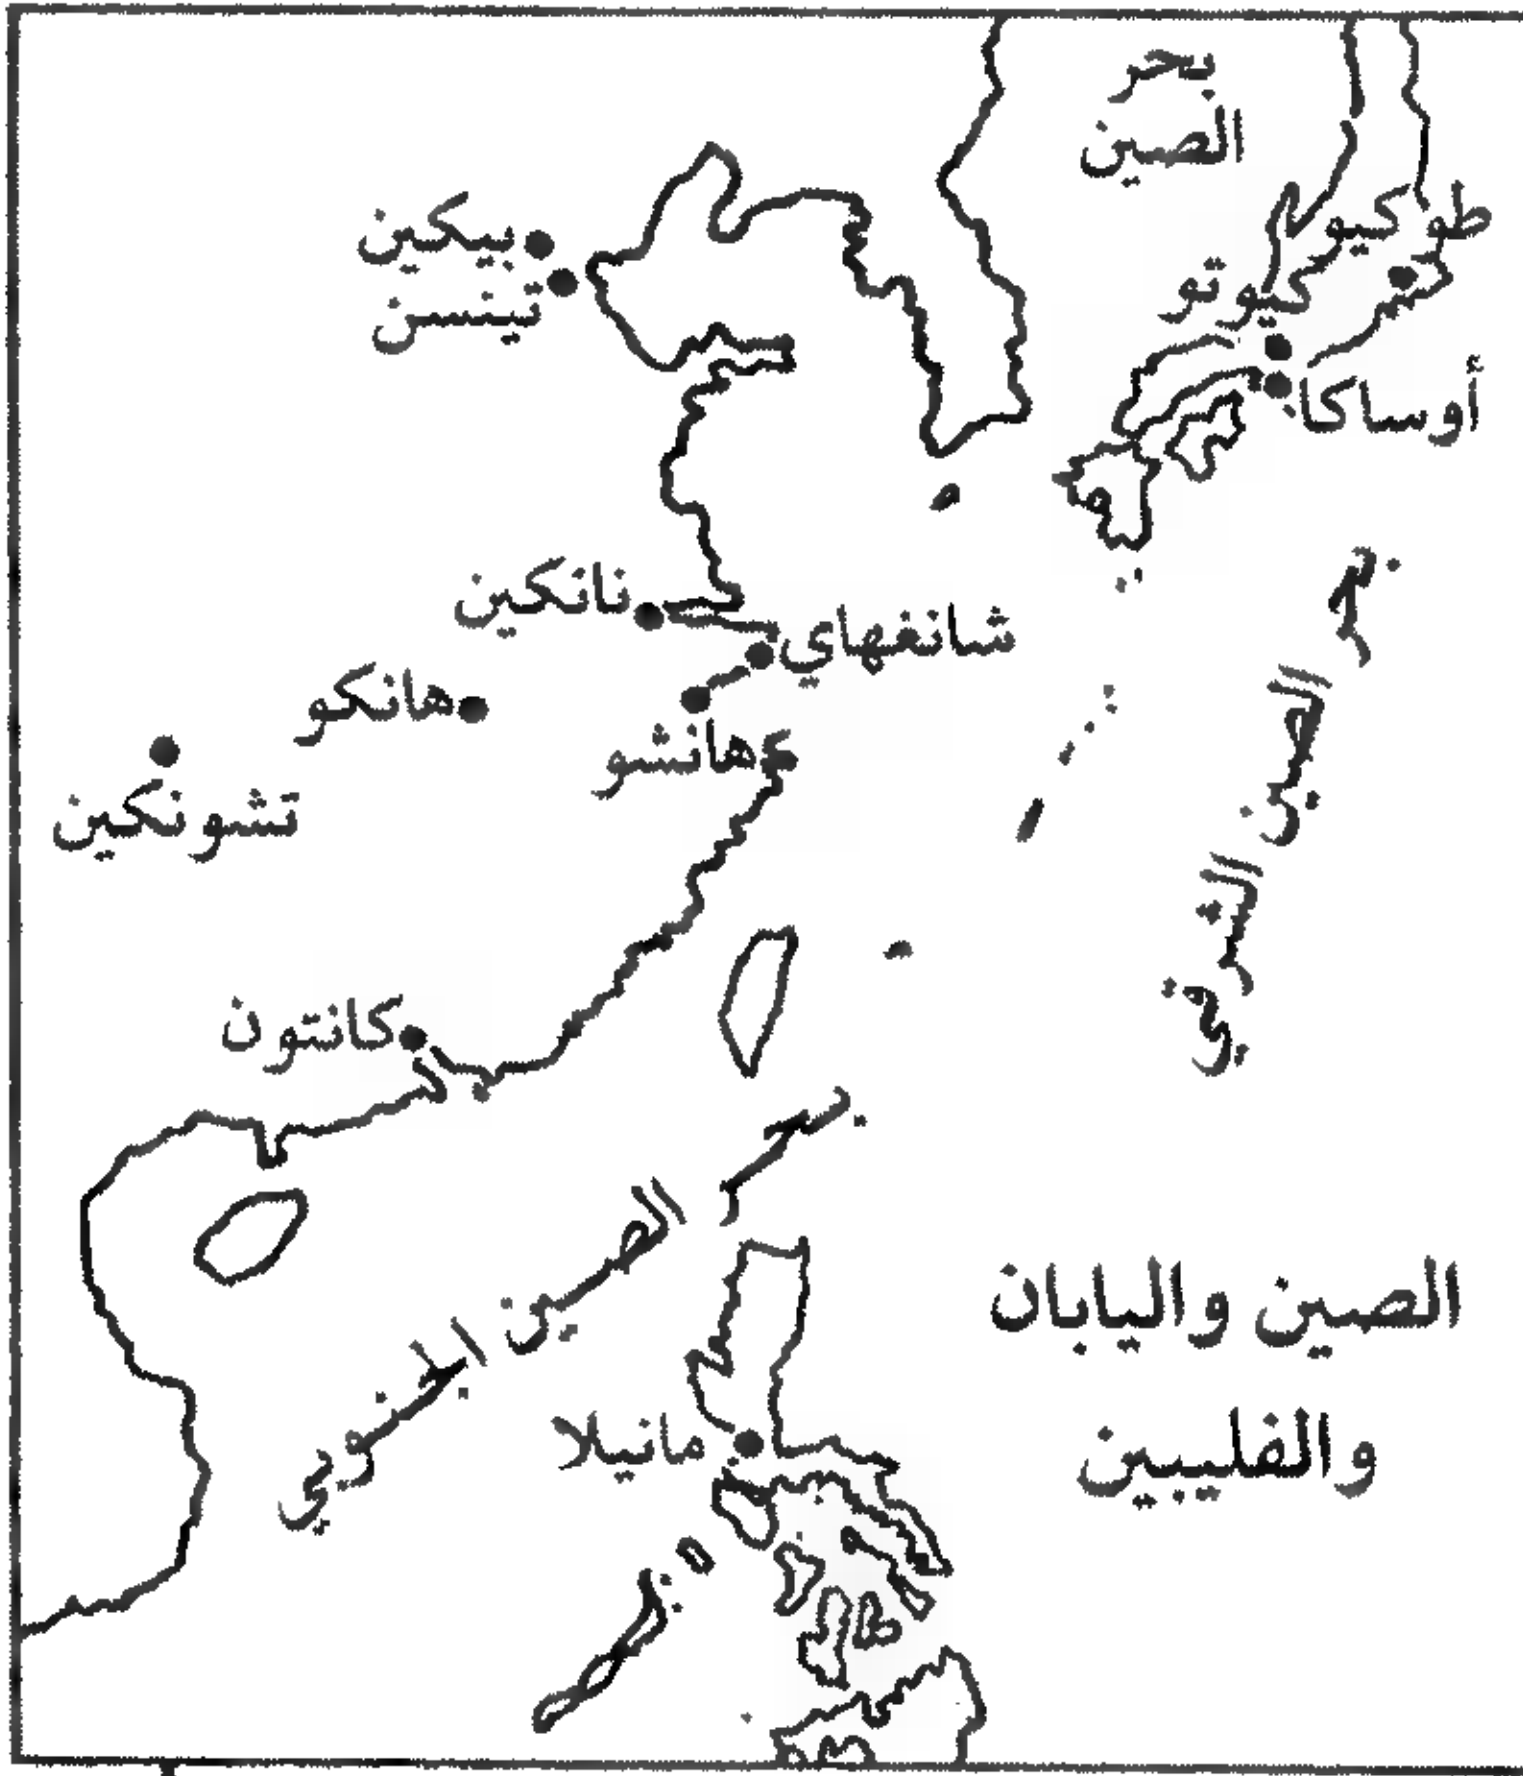 بحر
الصين
طوكيو
كيوتو
أوساكا
بيكين
تينسن
نانكين
شانغهاي
هانكو
هانشو
تشونكين
بحر الصين الشرقي
كانتون
بحر الصين الجنوبي
مانيلا
الصين واليابان
والفليبين